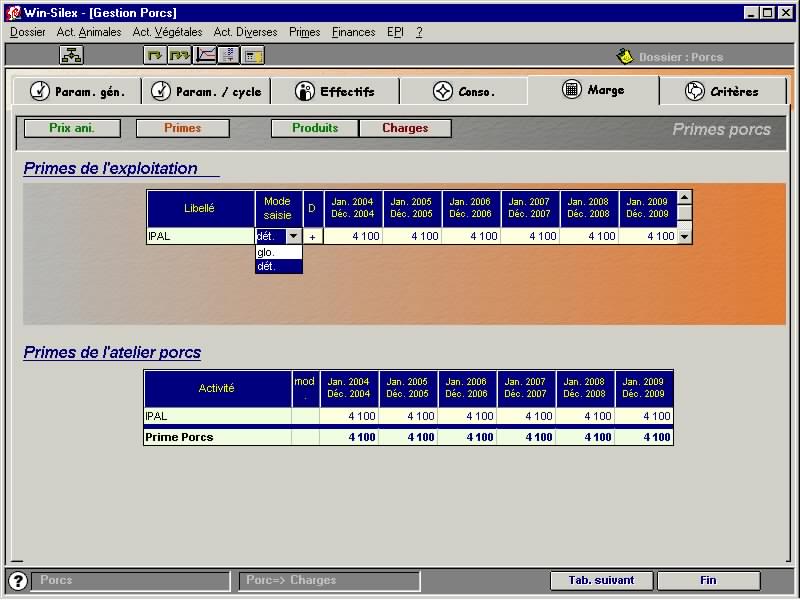 Win-Silex - [Gestion Porcs]
Dossier Act. Animales Act. Végétales Act. Diverses Primes Finances EPI ?
Dossier : Porcs
Param. gén. Param. / cycle Effectifs Conso. Marge Critères
Prix ani. Primes Produits Charges Primes porcs
Primes de l'exploitation
Libellé Mode saisie D Jan. 2004 Déc. 2004 Jan. 2005 Déc. 2005 Jan. 2006 Déc. 2006 Jan. 2007 Déc. 2007 Jan. 2008 Déc. 2008 Jan. 2009 Déc. 2009
IPAL dét. + 4 100 4 100 4 100 4 100 4 100 4 100
glo.
dét.
Primes de l'atelier porcs
Activité mod . Jan. 2004 Déc. 2004 Jan. 2005 Déc. 2005 Jan. 2006 Déc. 2006 Jan. 2007 Déc. 2007 Jan. 2008 Déc. 2008 Jan. 2009 Déc. 2009
IPAL 4 100 4 100 4 100 4 100 4 100 4 100
Prime Porcs 4 100 4 100 4 100 4 100 4 100 4 100
? Porcs Porc=> Charges Tab. suivant Fin